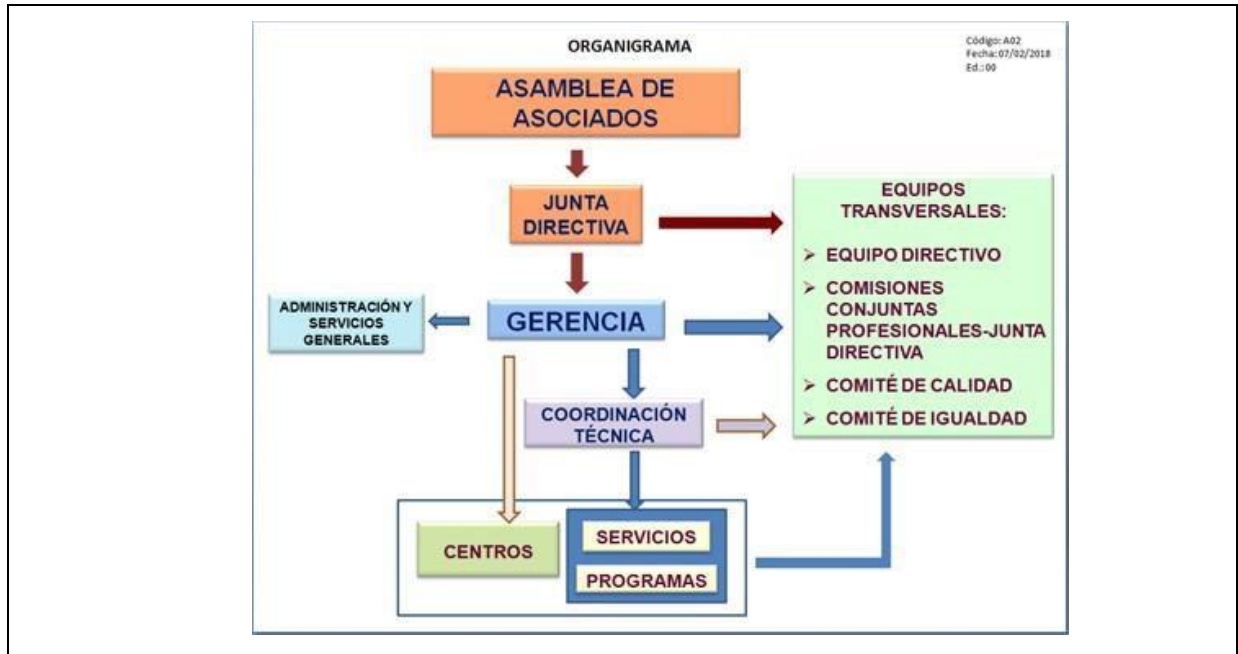 ORGANIGRAMA
Código: A02
Fecha: 07/02/2018
Ed.: 00
ASAMBLEA DE
ASOCIADOS
JUNTA
DIRECTIVA
EQUIPOS
TRANSVERSALES:
➢ EQUIPO DIRECTIVO
➢ COMISIONES
CONJUNTAS
PROFESIONALES-JUNTA
DIRECTIVA
➢ COMITÉ DE CALIDAD
➢ COMITÉ DE IGUALDAD
ADMINISTRACIÓN Y
SERVICIOS
GENERALES
GERENCIA
COORDINACIÓN
TÉCNICA
CENTROS
SERVICIOS
PROGRAMAS